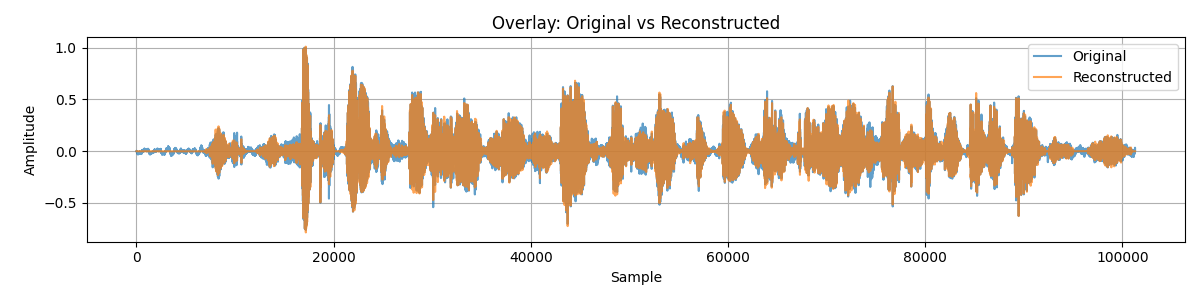 Overlay: Original vs Reconstructed
Original
Reconstructed
Amplitude
1.0
0.5
0.0
−0.5
0
20000
40000
60000
80000
100000
Sample